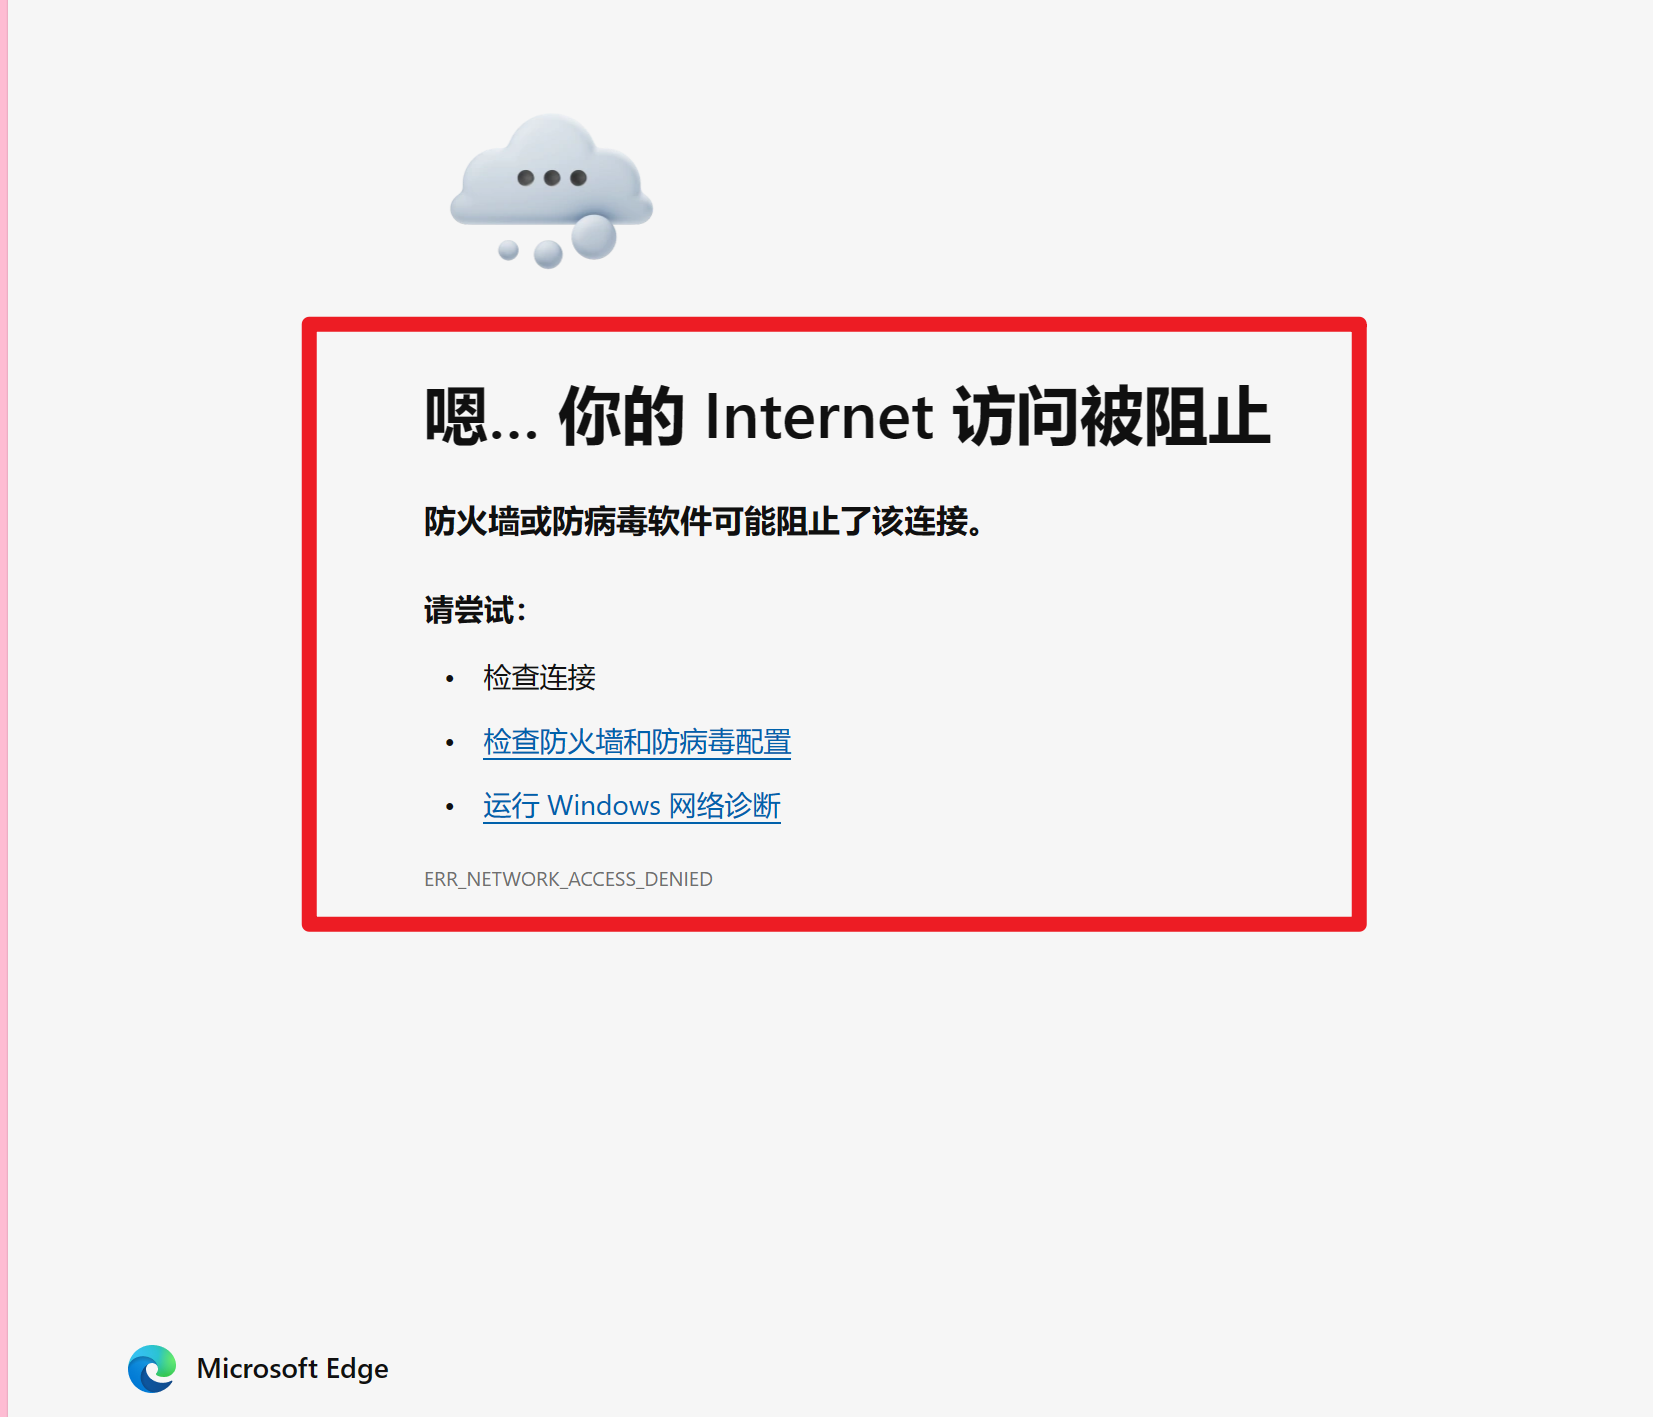 嗯... 你的 Internet 访问被阻止
防火墙或防病毒软件可能阻止了该连接。
请尝试：
• 检查连接
• 检查防火墙和防病毒配置
• 运行 Windows 网络诊断
ERR_NETWORK_ACCESS_DENIED
Microsoft Edge